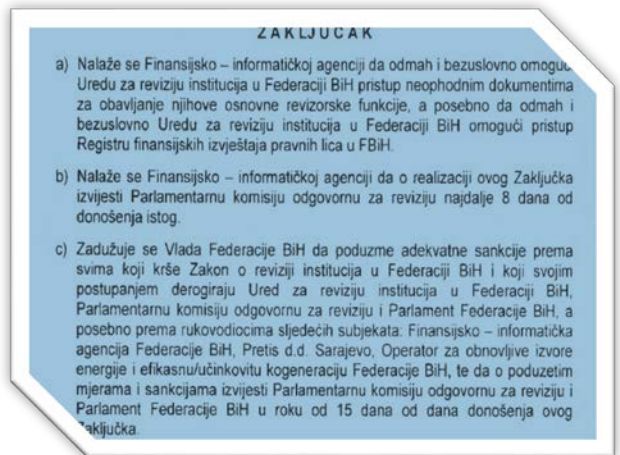 ZAKLJUČAK
a) Nalaže se Finansijsko – informatičkoj agenciji da odmah i bezuslovno omoguć
Uredu za reviziju institucija u Federaciji BiH pristup neophodnim dokumentima
za obavljanje njihove osnovne revizorske funkcije, a posebno da odmah i
bezuslovno Uredu za reviziju institucija u Federaciji BiH omogući pristup
Registru finansijskih izvještaja pravnih lica u FBiH.
b) Nalaže se Finansijsko – informatičkoj agenciji da o realizaciji ovog Zaključka
izvijesti Parlamentarnu komisiju odgovornu za reviziju najdalje 8 dana od
donošenja istog.
c) Zadužuje se Vlada Federacije BiH da poduzme adekvatne sankcije prema
svima koji krše Zakon o reviziji institucija u Federaciji BiH i koji svojim
postupanjem derogiraju Ured za reviziju institucija u Federaciji BiH,
Parlamentarnu komisiju odgovornu za reviziju i Parlament Federacije BiH, a
posebno prema rukovodiocima sljedećih subjekata: Finansijsko – informatička
agencija Federacije BiH, Pretis d.d. Sarajevo, Operator za obnovljive izvore
energije i efikasnu/učinkovitu kogeneraciju Federacije BiH, te da o poduzetim
mjerama i sankcijama izvijesti Parlamentarnu komisiju odgovornu za reviziju i
Parlament Federacije BiH u roku od 15 dana od dana donošenja ovog
aključka.